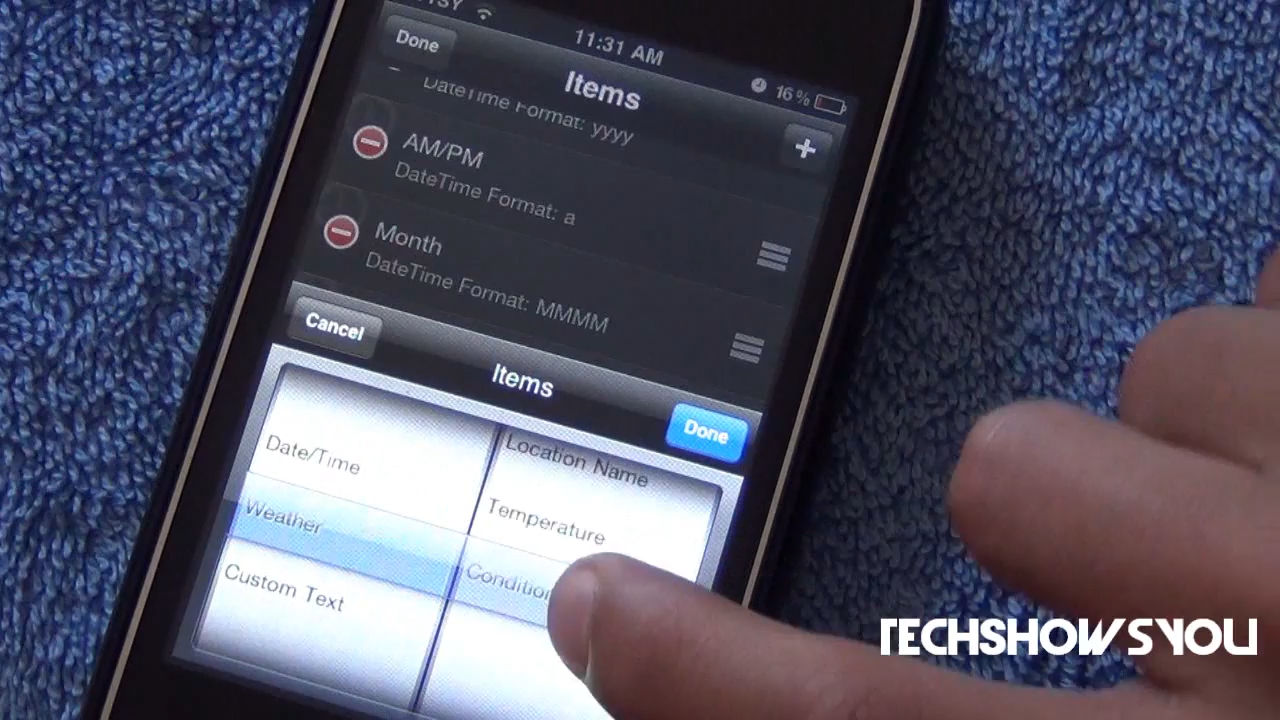 11:31 AM
16%
Done
Items
DateTime Format: yyyy
+
AM/PM
DateTime Format: a
Month
DateTime Format: MMMM
Cancel
Items
Done
Date/Time
Location Name
Weather
Temperature
Custom Text
TECHSHOWSYOU